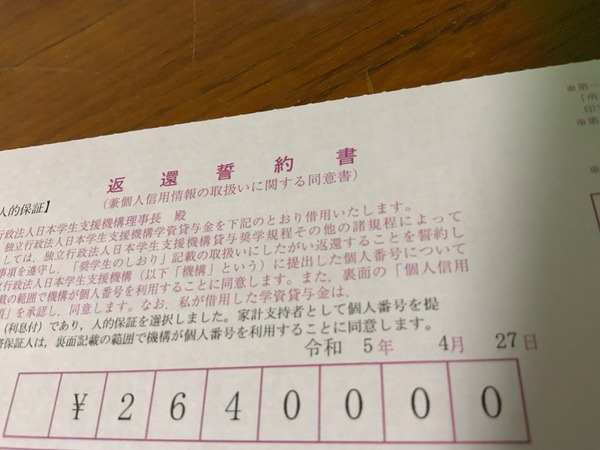 返還誓約書
（兼個人信用情報の取扱いに関する同意書）
人的保証】
行政法人日本学生支援機構理事長 殿
独立行政法人日本学生支援機構学資貸与金を下記のとおり借用いたします。
しては、独立行政法人日本学生支援機構貸与奨学規程その他の諸規程によって
事項を遵守し、「奨学生のしおり」記載の取扱いにしたがい返還することを誓約し
行政法人日本学生支援機構（以下「機構」という）に提出した個人番号について
載の範囲で機構が個人番号を利用することに同意します。また、裏面の「個人信用
項」を承認し、同意します。なお、私が借用した学資貸与金は、
（利息付）であり、人的保証を選択しました。家計支持者として個人番号を提
保証人は、裏面記載の範囲で機構が個人番号を利用することに同意します。
令和 5年 4月 27日
¥2640000
※第一
「所
印
※第